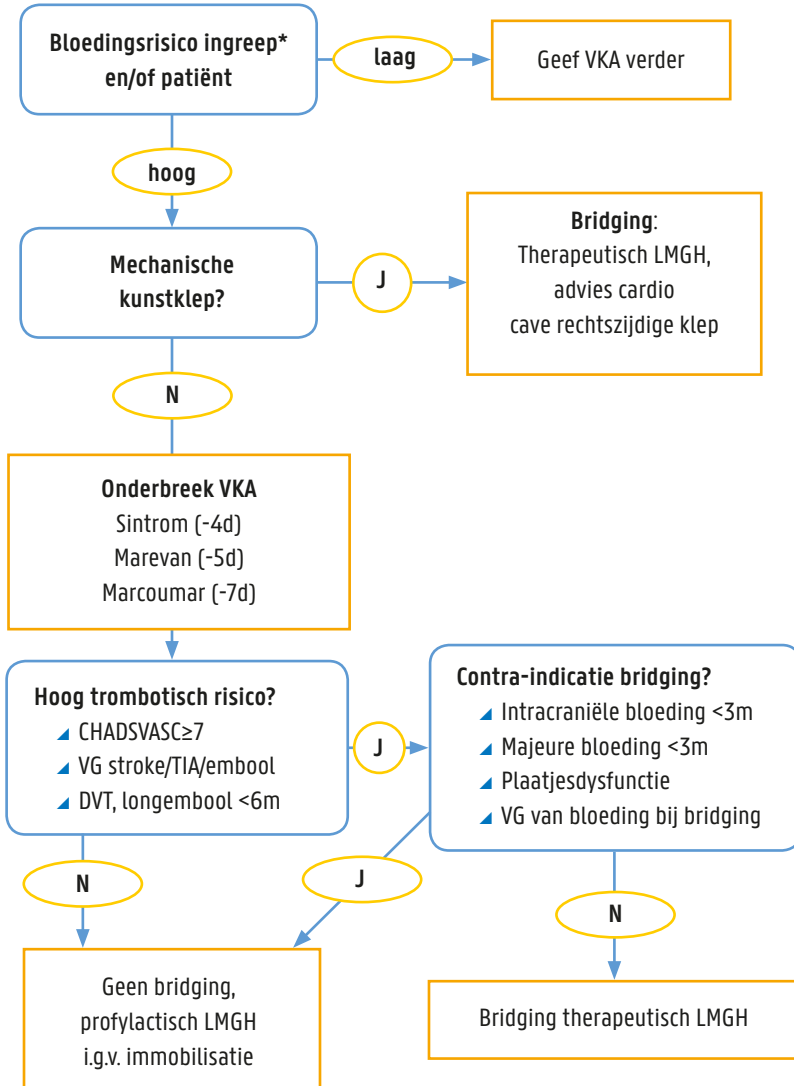 Bloedingsrisico ingreep*
en/of patiënt
laag
Geef VKA verder
hoog
Mechanische
kunstklep?
J
Bridging:
Therapeutisch LMGH,
advies cardio
cave rechtszijdige klep
N
Onderbreek VKA
Sintrom (-4d)
Marevan (-5d)
Marcoumar (-7d)
Hoog trombotisch risico?
CHADSVASC≥7
VG stroke/TIA/embool
DVT, longembool <6m
J
Contra-indicatie bridging?
Intracraniële bloeding <3m
Majeure bloeding <3m
Plaatjesdysfunctie
VG van bloeding bij bridging
N
J
N
Geen bridging,
profylactisch LMGH
i.g.v. immobilisatie
Bridging therapeutisch LMGH